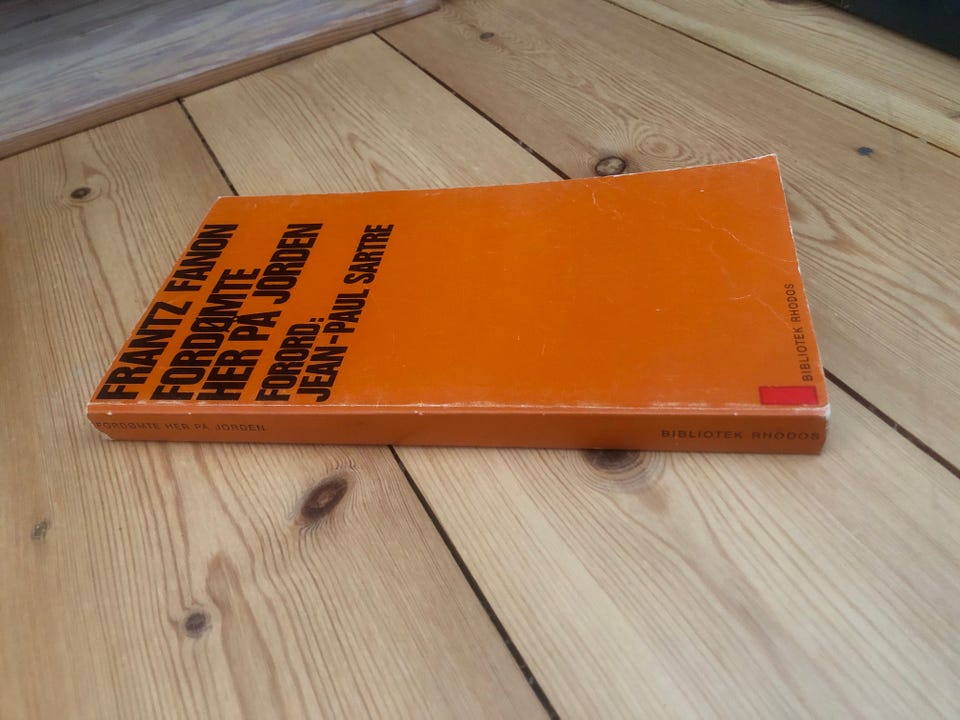 FRANTZ FANON
FORDØMTE
HER PÅ JORDEN
FORORD:
JEAN-PAUL SARTRE
BIBLIOTEK RHODOS
FORDØMTE HER PÅ JORDEN
BIBLIOTEK RHODOS